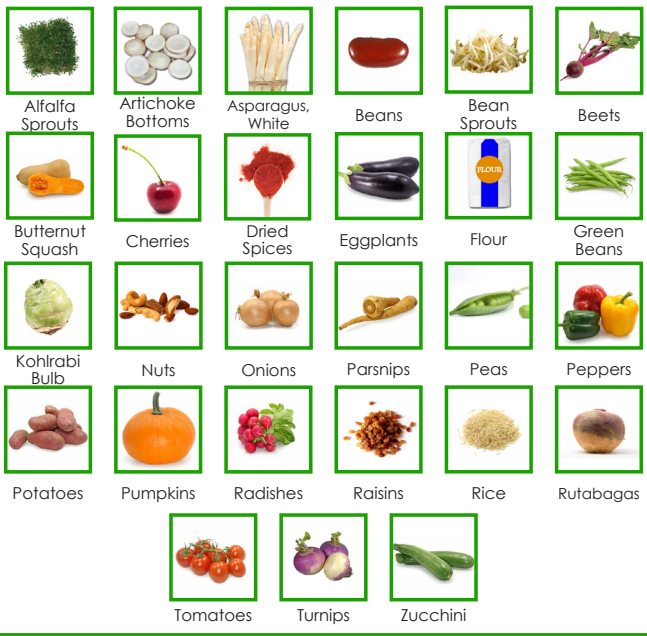 Alfalfa
Sprouts
Artichoke
Bottoms
Asparagus,
White
Beans
Bean
Sprouts
Beets
FLOUR
Butternut
Squash
Cherries
Dried
Spices
Eggplants
Flour
Green
Beans
Kohlrabi
Bulb
Nuts
Onions
Parsnips
Peas
Peppers
Potatoes
Pumpkins
Radishes
Raisins
Rice
Rutabagas
Tomatoes
Turnips
Zucchini